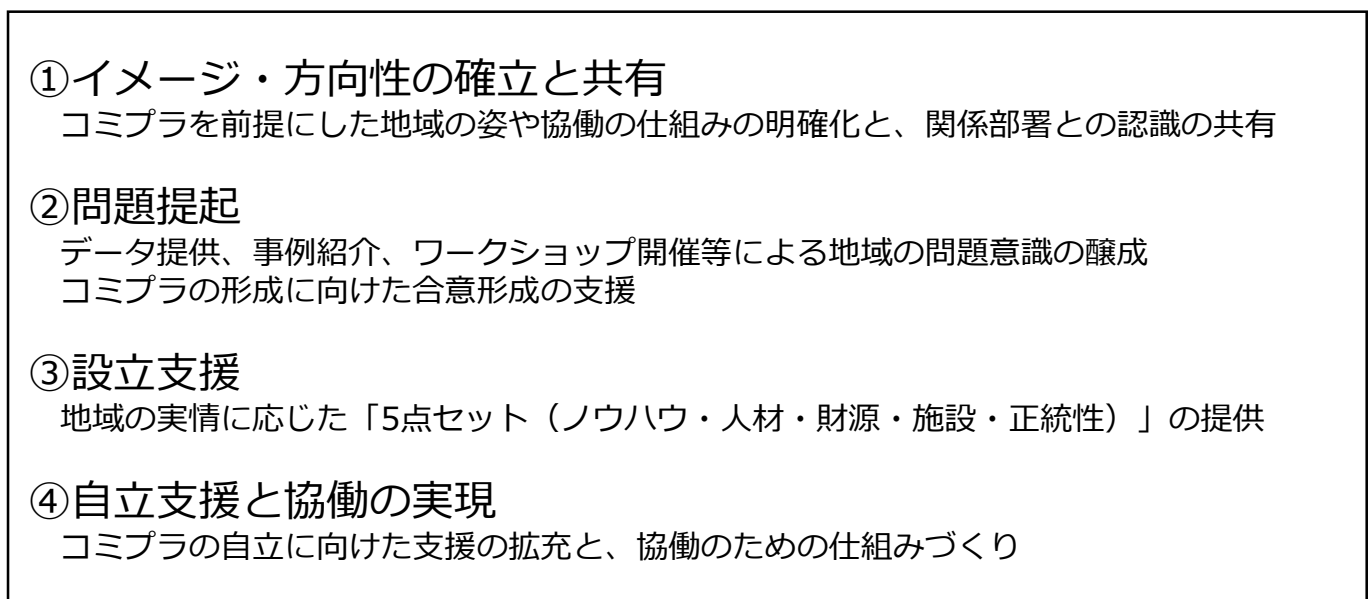 ①イメージ・方向性の確立と共有
コミプラを前提にした地域の姿や協働の仕組みの明確化と、関係部署との認識の共有
②問題提起
データ提供、事例紹介、ワークショップ開催等による地域の問題意識の醸成
コミプラの形成に向けた合意形成の支援
③設立支援
地域の実情に応じた「5点セット（ノウハウ・人材・財源・施設・正統性）」の提供
④自立支援と協働の実現
コミプラの自立に向けた支援の拡充と、協働のための仕組みづくり